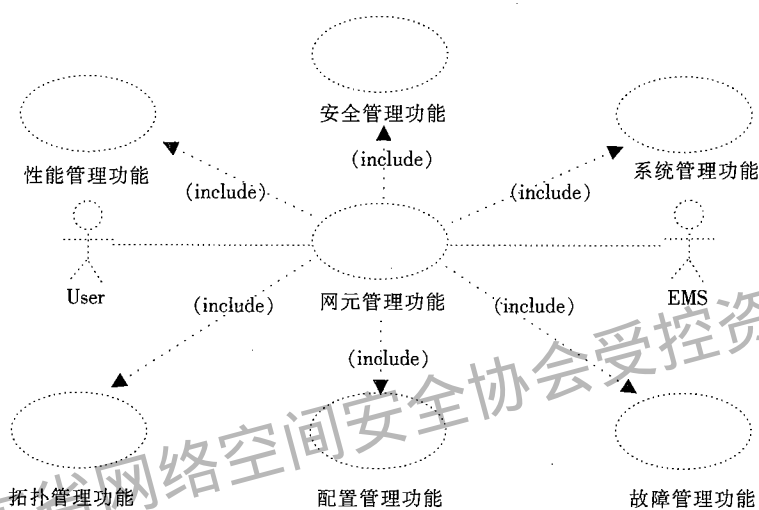 安全管理功能
(include)
性能管理功能
系统管理功能
(include)
(include)
User
网元管理功能
EMS
(include)
(include)
(include)
拓扑管理功能
配置管理功能
故障管理功能
网络空间安全协会受控资